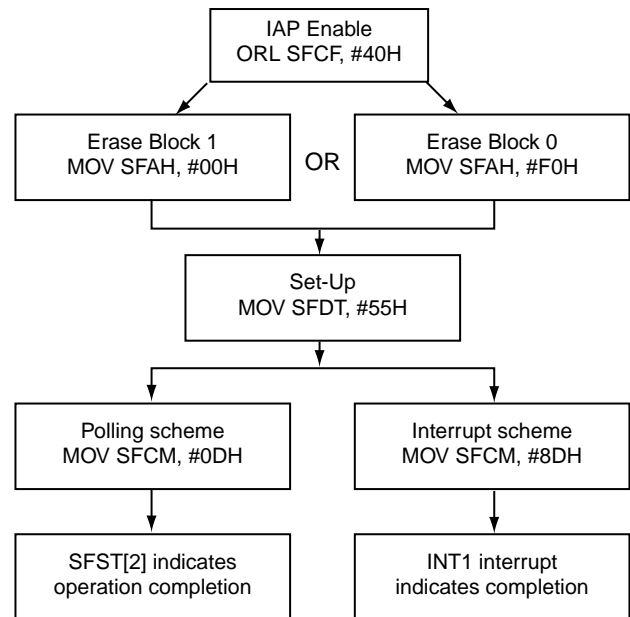 IAP Enable
ORL SFCF, #40H
Erase Block 1
MOV SFAH, #00H
OR
Erase Block 0
MOV SFAH, #F0H
Set-Up
MOV SFDT, #55H
Polling scheme
MOV SFCM, #0DH
Interrupt scheme
MOV SFCM, #8DH
SFST[2] indicates
operation completion
INT1 interrupt
indicates completion